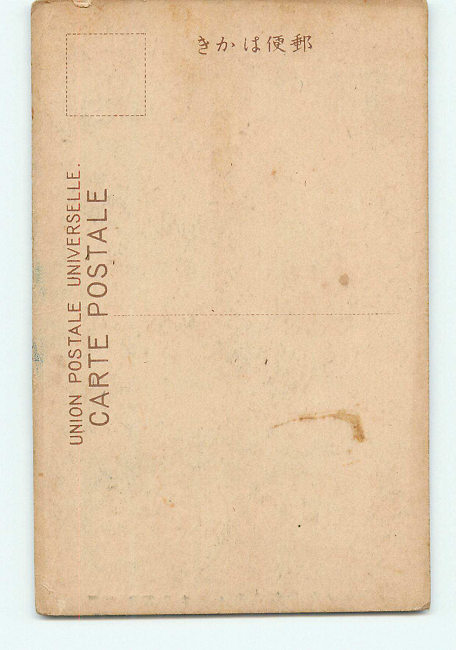 きかは便郵
UNION POSTALE UNIVERSELLE.
CARTE POSTALE